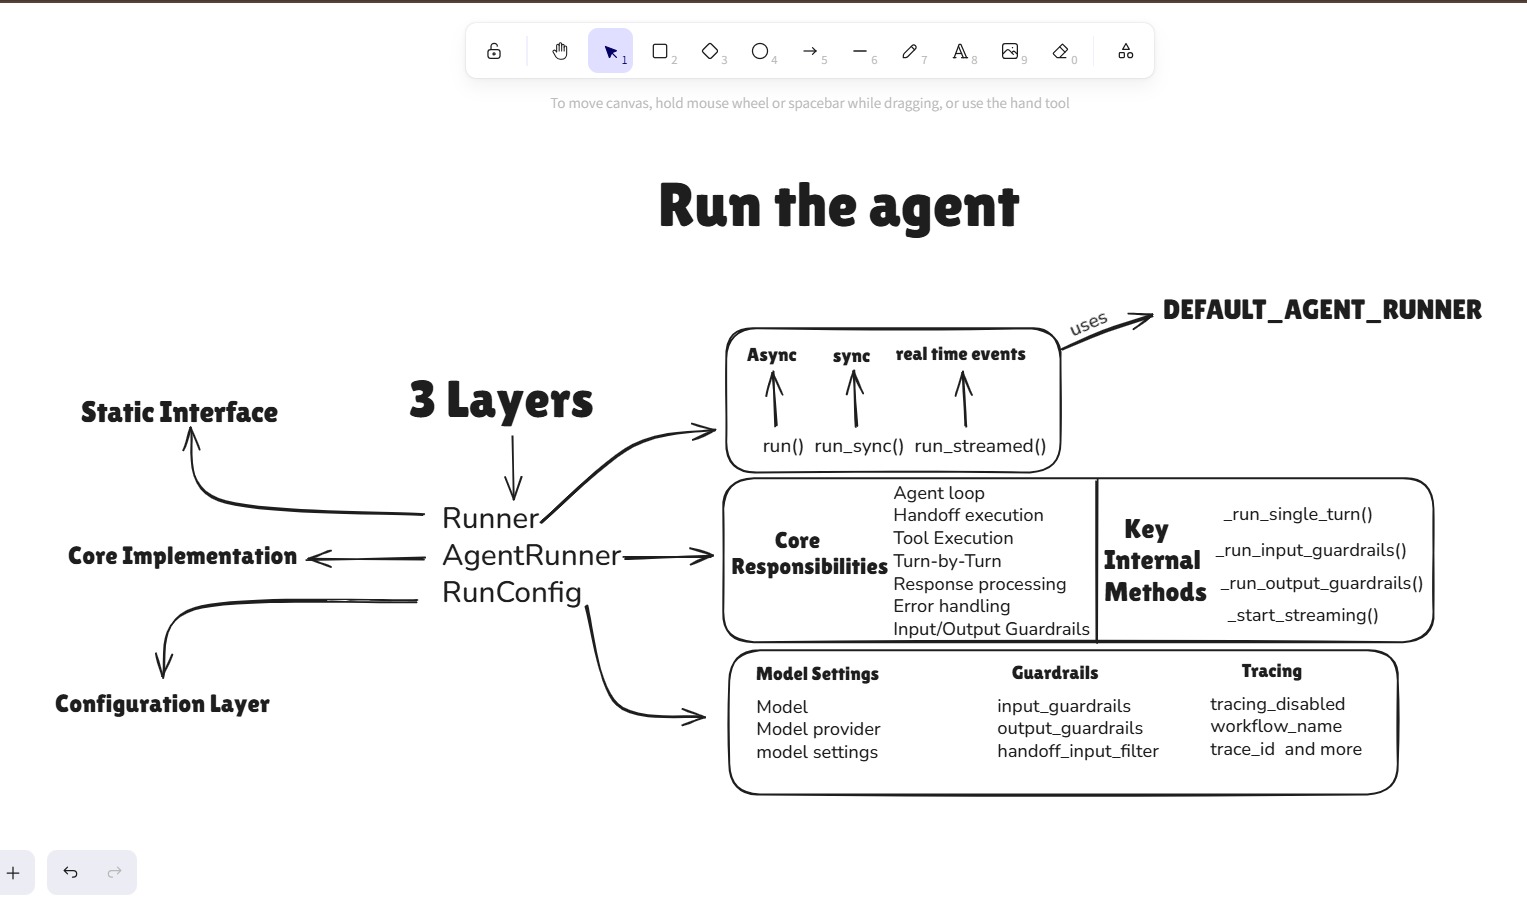 1
2
3
4
5
6
7
8
9
0
To move canvas, hold mouse wheel or spacebar while dragging, or use the hand tool
Run the agent
uses
DEFAULT_AGENT_RUNNER
3 Layers
Static Interface
Core Implementation
Configuration Layer
Runner
AgentRunner
RunConfig
Async
sync
real time events
run()
run_sync()
run_streamed()
Core
Responsibilities
Agent loop
Handoff execution
Tool Execution
Turn-by-Turn
Response processing
Error handling
Input/Output Guardrails
Key
Internal
Methods
_run_single_turn()
_run_input_guardrails()
_run_output_guardrails()
_start_streaming()
Model Settings
Model
Model provider
model settings
Guardrails
input_guardrails
output_guardrails
handoff_input_filter
Tracing
tracing_disabled
workflow_name
trace_id  and more